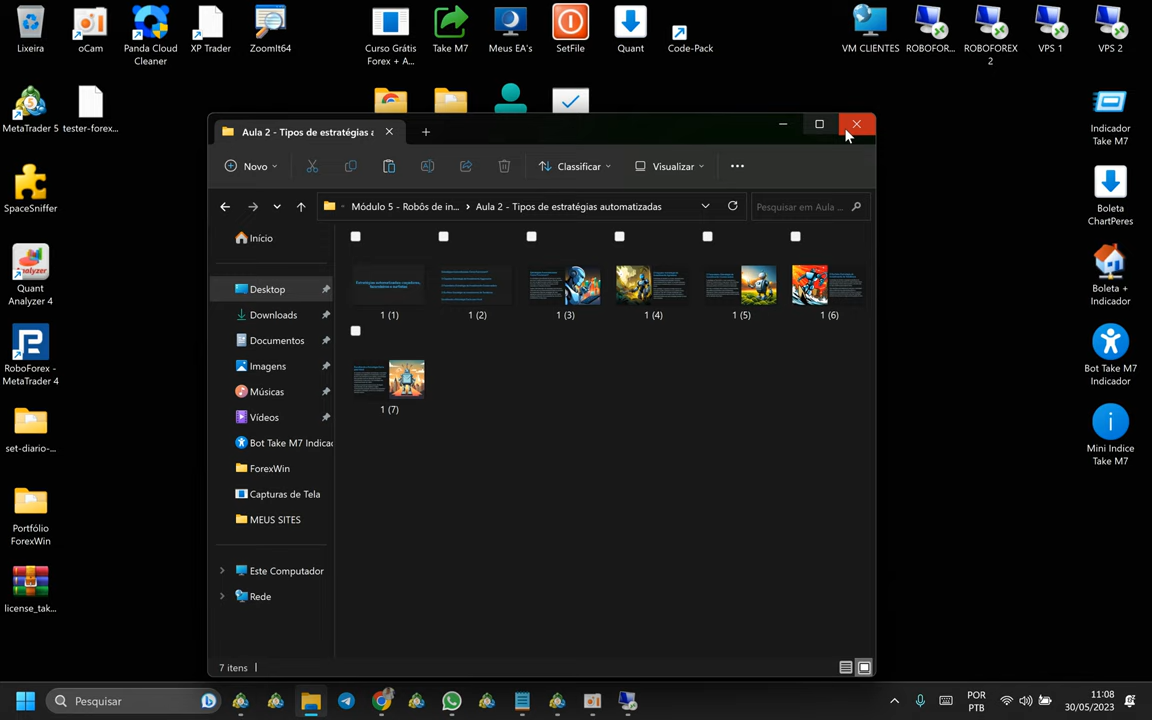 Lixeira
oCam
Panda Cloud
Cleaner
XP Trader
ZoomIt64
Curso Grátis
Forex + A...
Take M7
Meus EA's
SetFile
Quant
Code-Pack
VM CLIENTES
ROBOFOR...
ROBOFOREX
2
VPS 1
VPS 2
MetaTrader 5
tester-forex...
SpaceSniffer
Quant
Analyzer 4
RoboForex -
MetaTrader 4
set-diario-...
Portfólio
ForexWin
license_tak...
Aula 2 - Tipos de estratégias a
Novo
Classificar
Visualizar
Módulo 5 - Robôs de in...
Aula 2 - Tipos de estratégias automatizadas
Pesquisar em Aula ...
Início
Desktop
Downloads
Documentos
Imagens
Músicas
Vídeos
Bot Take M7 Indicac
ForexWin
Capturas de Tela
MEUS SITES
Este Computador
Rede
1 (1)
1 (2)
1 (3)
1 (4)
1 (5)
1 (6)
1 (7)
7 itens
Indicador
Take M7
Boleta
ChartPeres
Boleta +
Indicador
Bot Take M7
Indicador
Mini Indice
Take M7
Pesquisar
POR
PTB
11:08
30/05/2023